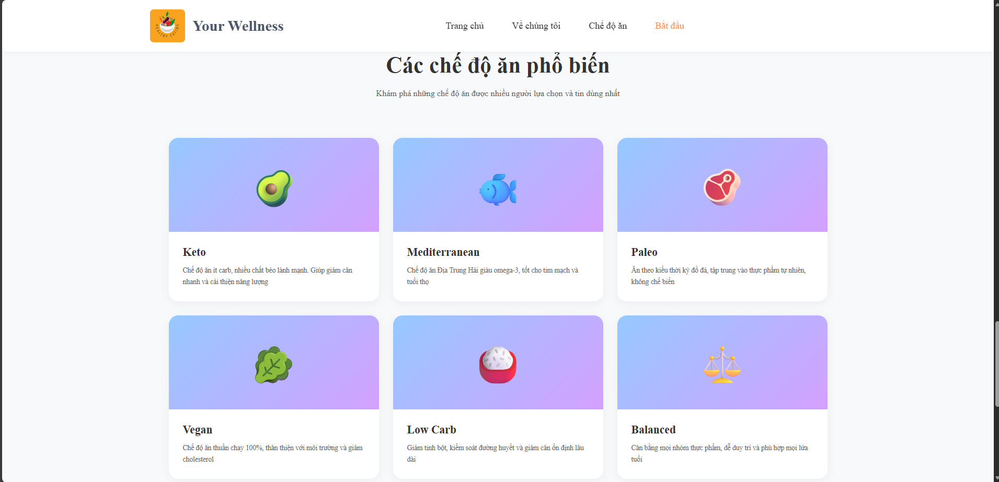 HEALTHY EATING
Your Wellness
Trang chủ
Về chúng tôi
Chế độ ăn
Bắt đầu
Các chế độ ăn phổ biến
Khám phá những chế độ ăn được nhiều người lựa chọn và tin dùng nhất
Keto
Chế độ ăn ít carb, nhiều chất béo lành mạnh. Giúp giảm cân
nhanh và cải thiện năng lượng
Mediterranean
Chế độ ăn Địa Trung Hải giàu omega-3, tốt cho tim mạch và
tuổi thọ
Paleo
Ăn theo kiểu thời kỳ đồ đá, tập trung vào thực phẩm tự nhiên,
không chế biến
Vegan
Chế độ ăn thuần chay 100%, thân thiện với môi trường và giảm
cholesterol
Low Carb
Giảm tinh bột, kiểm soát đường huyết và giảm cân ổn định lâu
dài
Balanced
Cân bằng mọi nhóm thực phẩm, dễ duy trì và phù hợp mọi lứa
tuổi